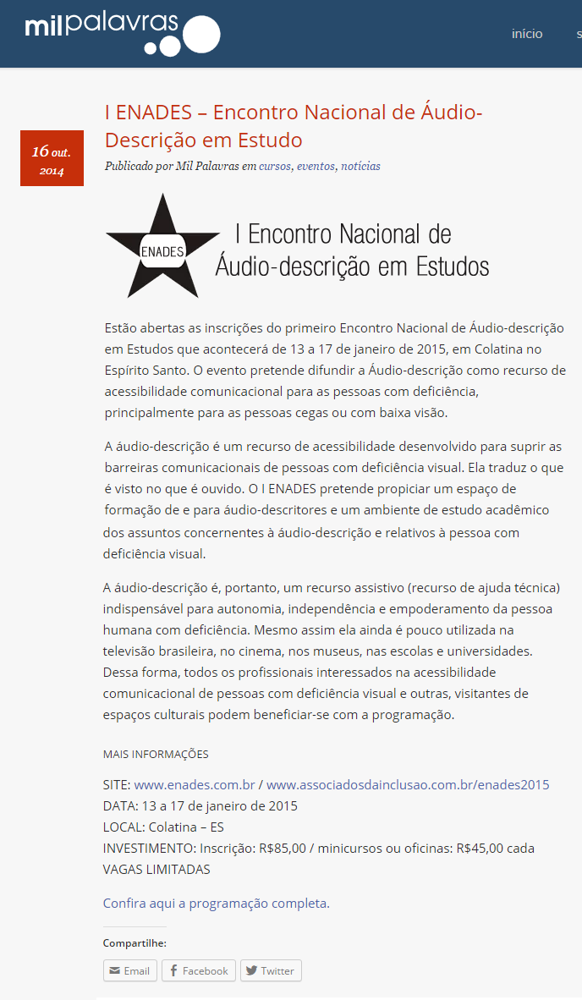 milpalavras
início
I ENADES – Encontro Nacional de Áudio-
Descrição em Estudo
16 out.
2014
Publicado por Mil Palavras em cursos, eventos, notícias
ENADES
I Encontro Nacional de
Áudio-descrição em Estudos
Estão abertas as inscrições do primeiro Encontro Nacional de Áudio-descrição
em Estudos que acontecerá de 13 a 17 de janeiro de 2015, em Colatina no
Espírito Santo. O evento pretende difundir a Áudio-descrição como recurso de
acessibilidade comunicacional para as pessoas com deficiência,
principalmente para as pessoas cegas ou com baixa visão.
A áudio-descrição é um recurso de acessibilidade desenvolvido para suprir as
barreiras comunicacionais de pessoas com deficiência visual. Ela traduz o que
é visto no que é ouvido. O I ENADES pretende propiciar um espaço de
formação de e para áudio-descritores e um ambiente de estudo acadêmico
dos assuntos concernentes à áudio-descrição e relativos à pessoa com
deficiência visual.
A áudio-descrição é, portanto, um recurso assistivo (recurso de ajuda técnica)
indispensável para autonomia, independência e empoderamento da pessoa
humana com deficiência. Mesmo assim ela ainda é pouco utilizada na
televisão brasileira, no cinema, nos museus, nas escolas e universidades.
Dessa forma, todos os profissionais interessados na acessibilidade
comunicacional de pessoas com deficiência visual e outras, visitantes de
espaços culturais podem beneficiar-se com a programação.
MAIS INFORMAÇÕES
SITE: www.enades.com.br / www.associadosdainclusao.com.br/enades2015
DATA: 13 a 17 de janeiro de 2015
LOCAL: Colatina – ES
INVESTIMENTO: Inscrição: R$85,00 / minicursos ou oficinas: R$45,00 cada
VAGAS LIMITADAS
Confira aqui a programação completa.
Compartilhe:
Email
Facebook
Twitter